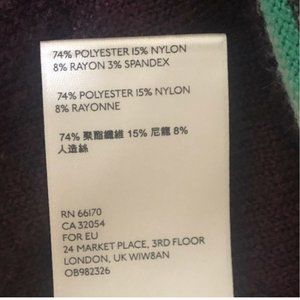 74% POLYESTER 15% NYLON
8% RAYON 3% SPANDEX
74% POLYESTER 15% NYLON
8% RAYONNE
74% 聚酯纖維 15% 尼龍 8%
人造絲
RN 66170
CA 32054
FOR EU
24 MARKET PLACE, 3RD FLOOR
LONDON, UK W1W8AN
OB982326